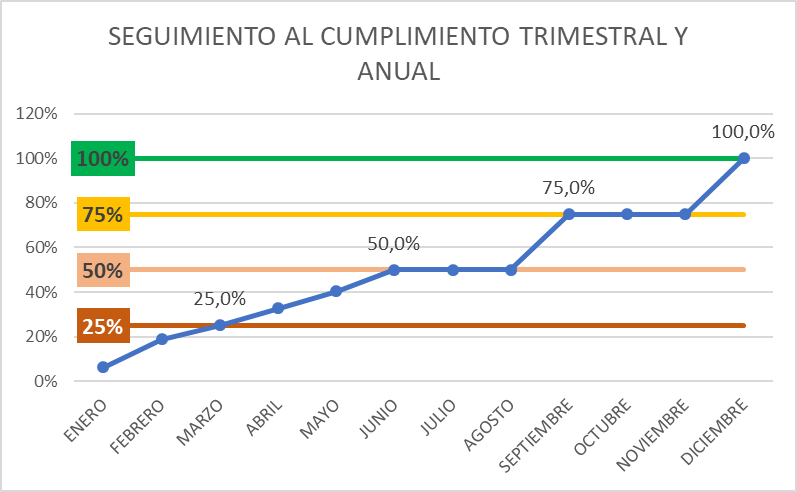 SEGUIMIENTO AL CUMPLIMIENTO TRIMESTRAL Y
ANUAL
120%
100%
80%
60%
40%
20%
0%
100%
75%
50%
25%
25,0%
50,0%
75,0%
100,0%
ENERO
FEBRERO
MARZO
ABRIL
MAYO
JUNIO
JULIO
AGOSTO
SEPTIEMBRE
OCTUBRE
NOVIEMBRE
DICIEMBRE